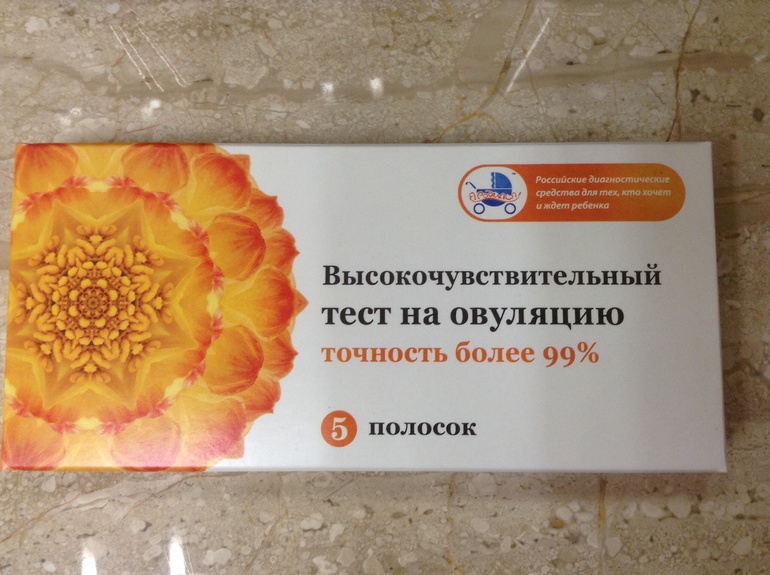 Российские диагностические
средства для тех, кто хочет
и ждет ребенка
Высокочувствительный
тест на овуляцию
точность более 99%
5 полосок